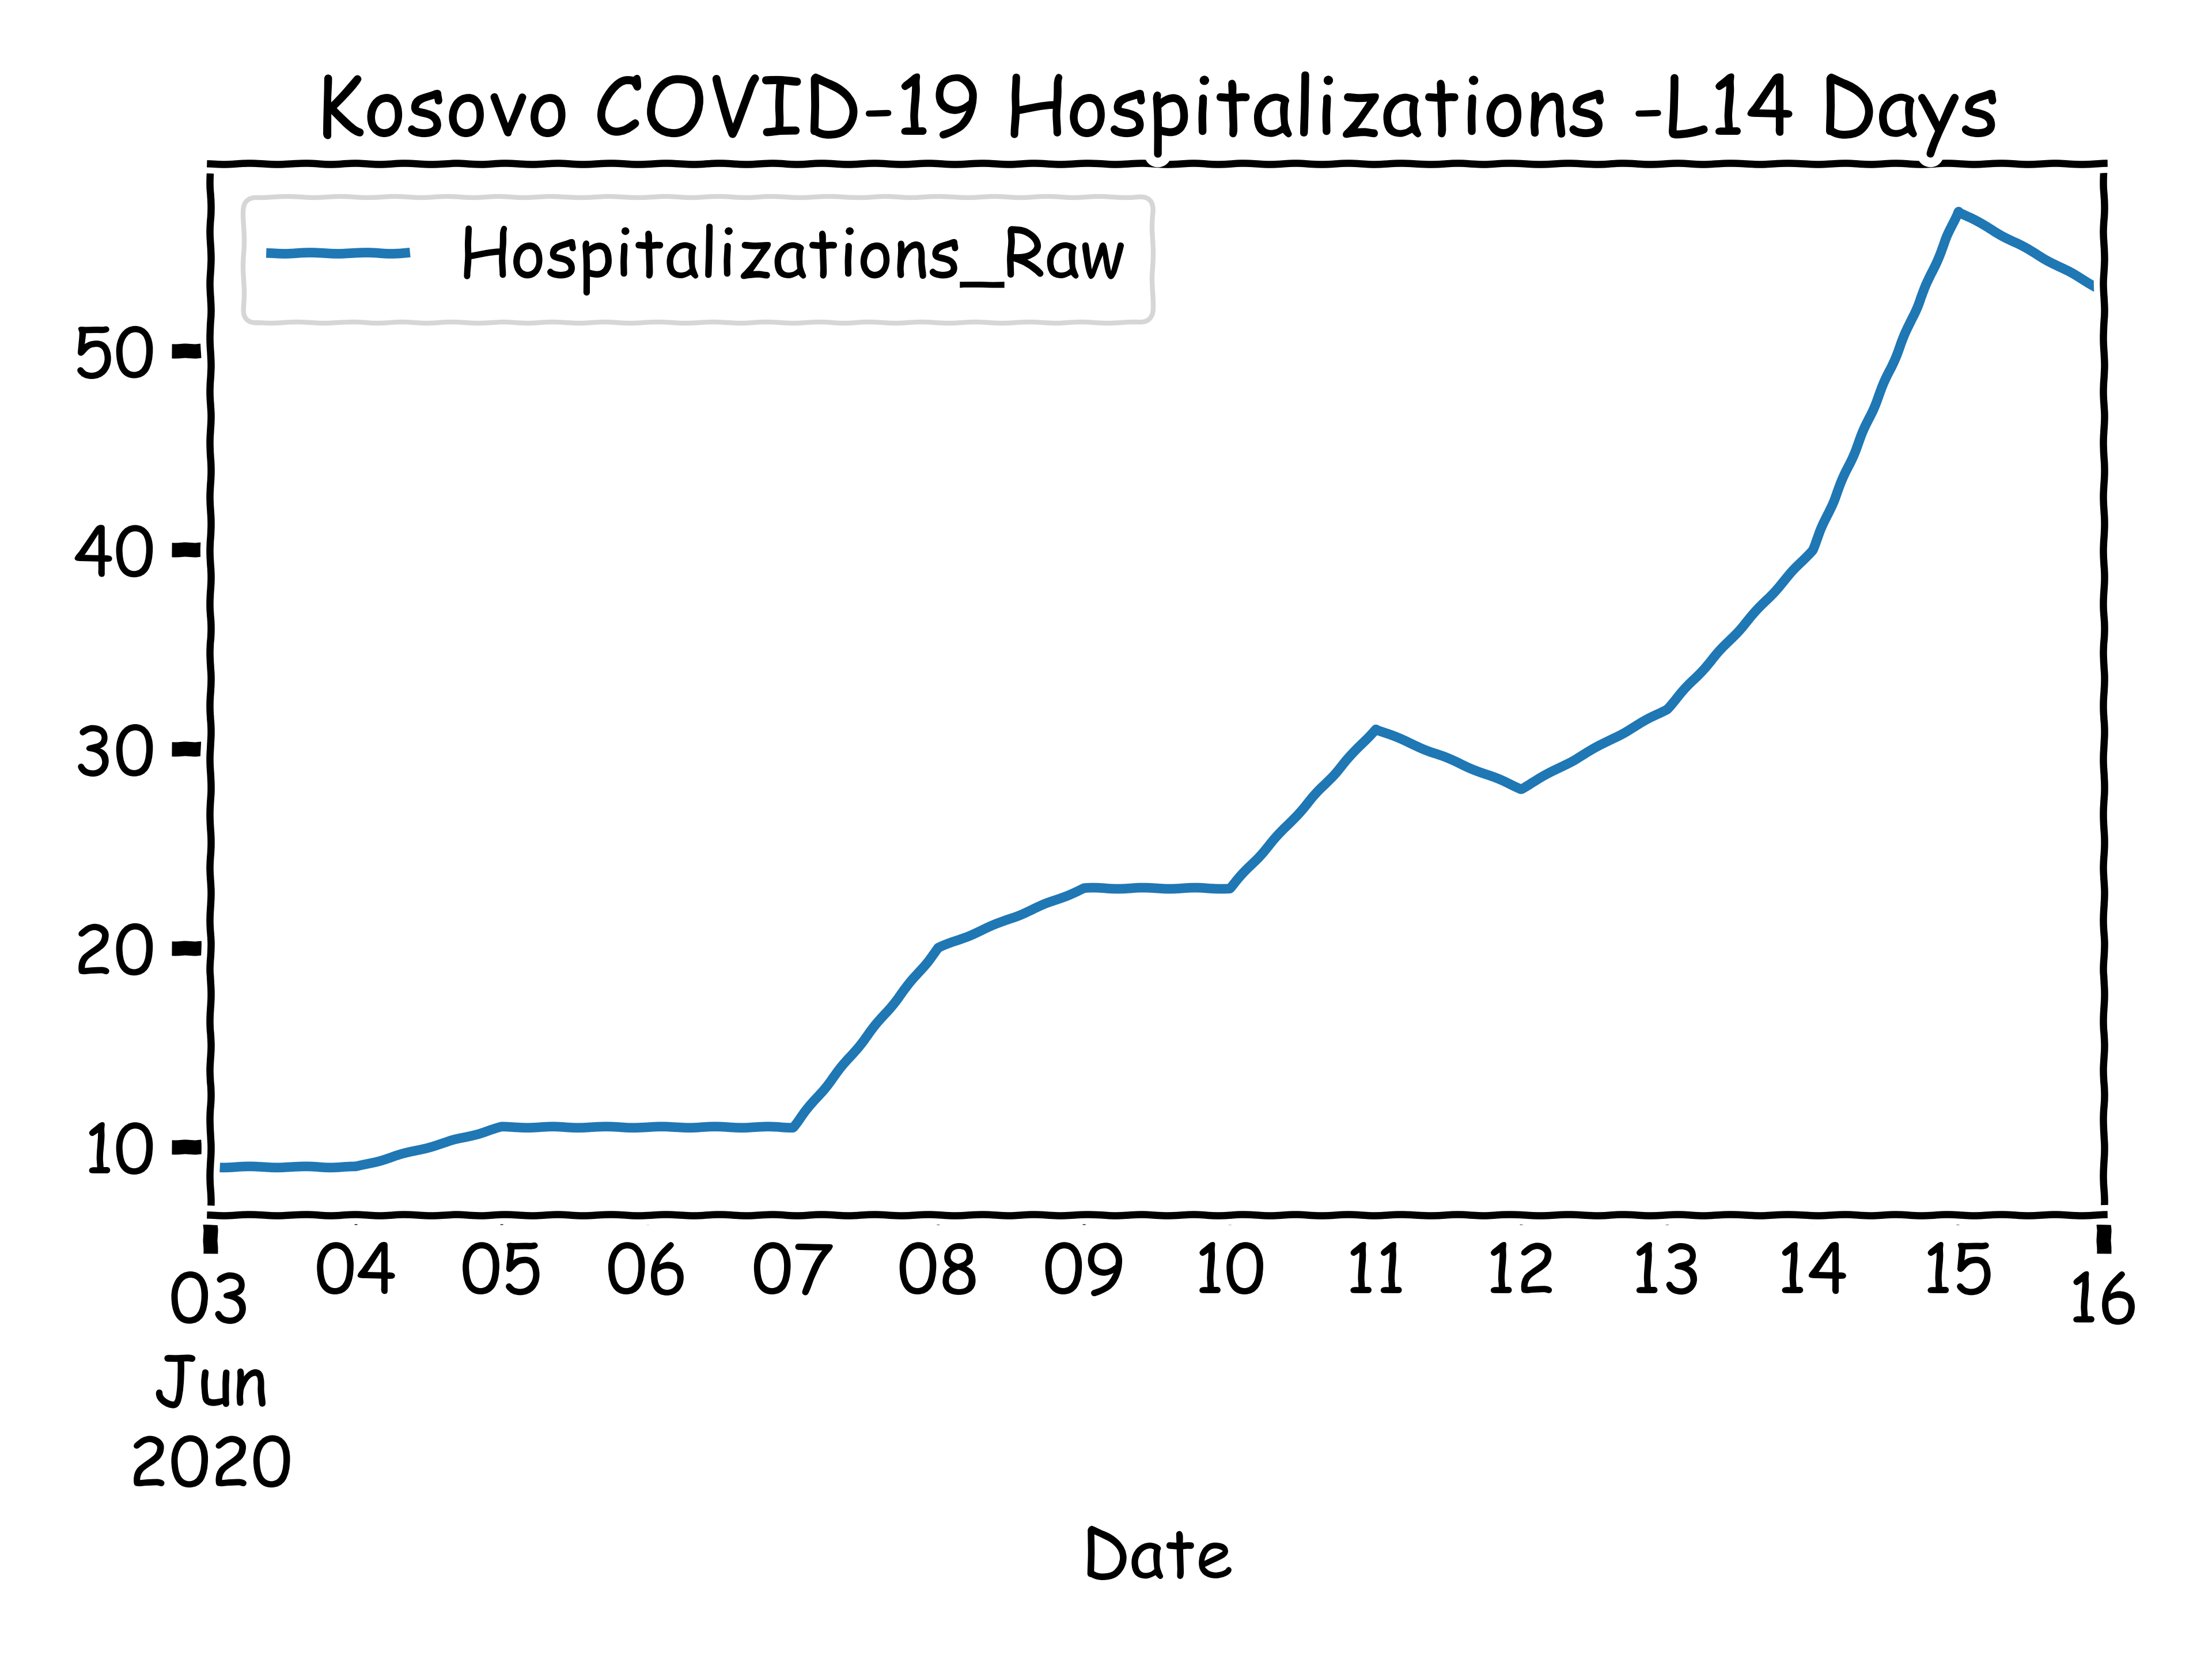 Kosovo COVID-19 Hospitalizations -L14 Days
Hospitalizations_Raw
50
40
30
20
10
03 04 05 06 07 08 09 10 11 12 13 14 15 16
Jun
2020
Date